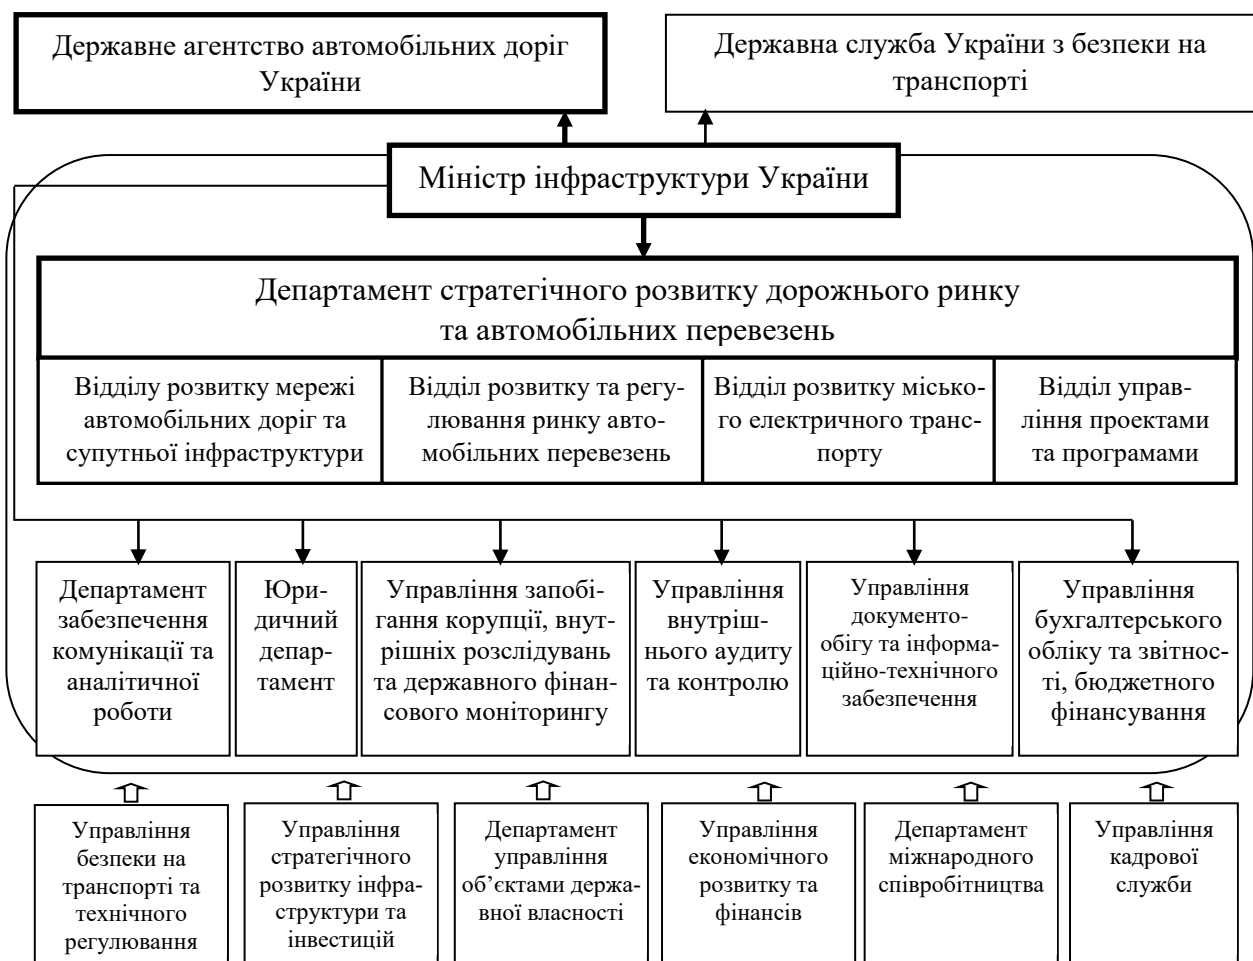 Державне агентство автомобільних доріг
України
Державна служба України з безпеки на
транспорті
Міністр інфраструктури України
Департамент стратегічного розвитку дорожнього ринку
та автомобільних перевезень
Відділу розвитку мережі
автомобільних доріг та
супутньої інфраструктури
Відділ розвитку та регу-
лювання ринку авто-
мобільних перевезень
Відділ розвитку місько-
го електричного транс-
порту
Відділ управ-
ління проектами
та програмами
Департамент
забезпечення
комунікації та
аналітичної
роботи
Юри-
дичний
депар-
тамент
Управління запобі-
гання корупції, внут-
рішніх розслідувань
та державного фінан-
сового моніторингу
Управління
внутріш-
нього аудиту
та контролю
Управління
документо-
обігу та інформа-
ційно-технічного
забезпечення
Управління
бухгалтерського
обліку та звітнос-
ті, бюджетного
фінансування
Управління
безпеки на
транспорті та
технічного
регулювання
Управління
стратегічного
розвитку інфра-
структури та
інвестицій
Департамент
управління
об’єктами держа-
вної власності
Управління
економічного
розвитку та
фінансів
Департамент
міжнародного
співробітництва
Управління
кадрової
служби